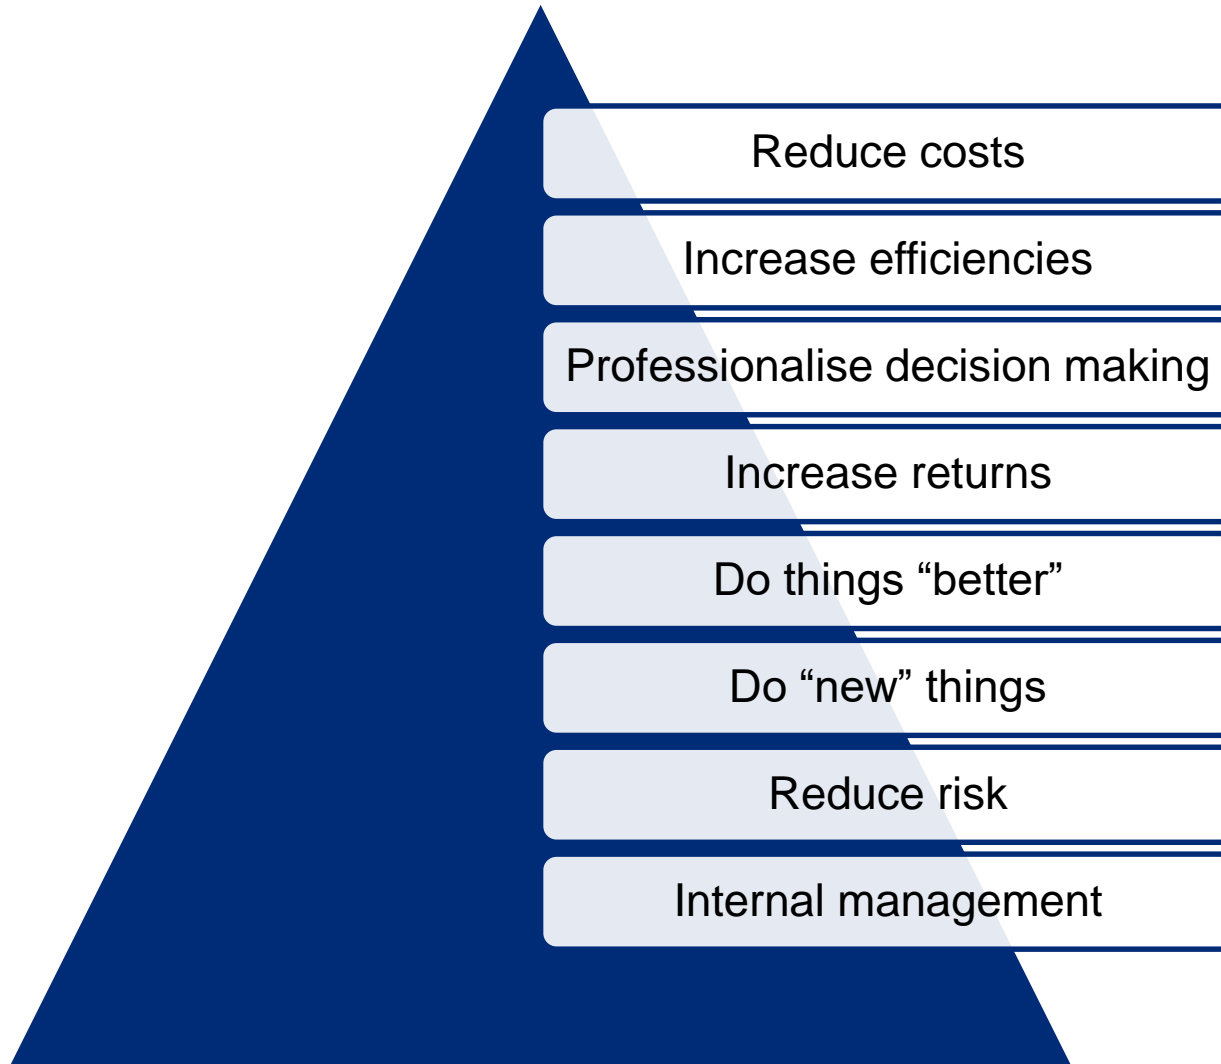 Reduce costs
Increase efficiencies
Professionalise decision making
Increase returns
Do things “better”
Do “new” things
Reduce risk
Internal management